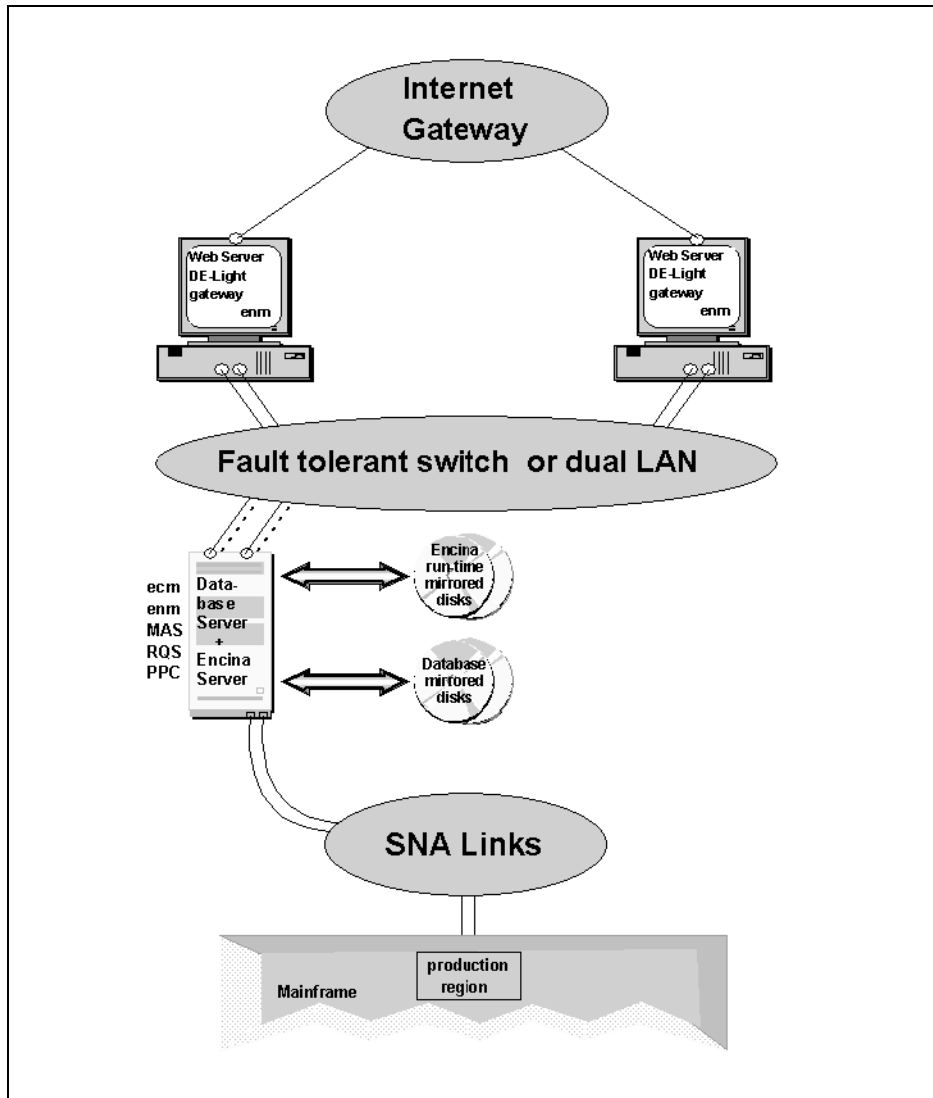 Internet
Gateway
Web Server
DE-Light
gateway
enm
Web Server
DE-Light
gateway
enm
Fault tolerant switch or dual LAN
ecm
enm
MAS
RQS
PPC
Data-
base
Server
+
Encina
Server
Encina
run-time
mirrored
disks
Database
mirrored
disks
SNA Links
production
region
Mainframe